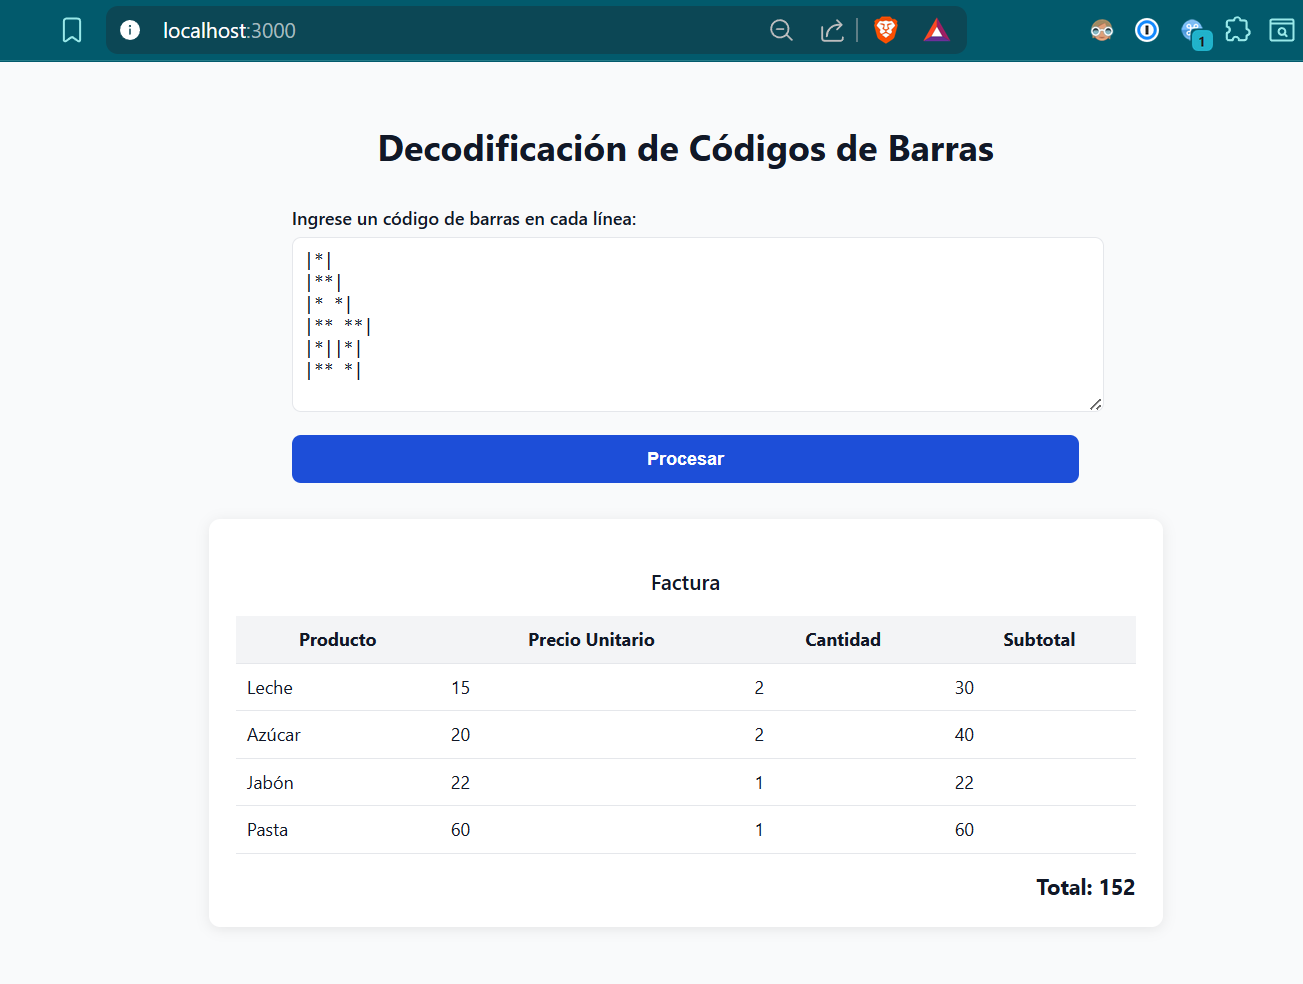 localhost:3000
1
Decodificación de Códigos de Barras
Ingrese un código de barras en cada línea:
|*|
|**|
|* *|
|** **|
|*||*|
|** *|
Procesar
Factura
Producto Precio Unitario Cantidad Subtotal
Leche 15 2 30
Azúcar 20 2 40
Jabón 22 1 22
Pasta 60 1 60
Total: 152